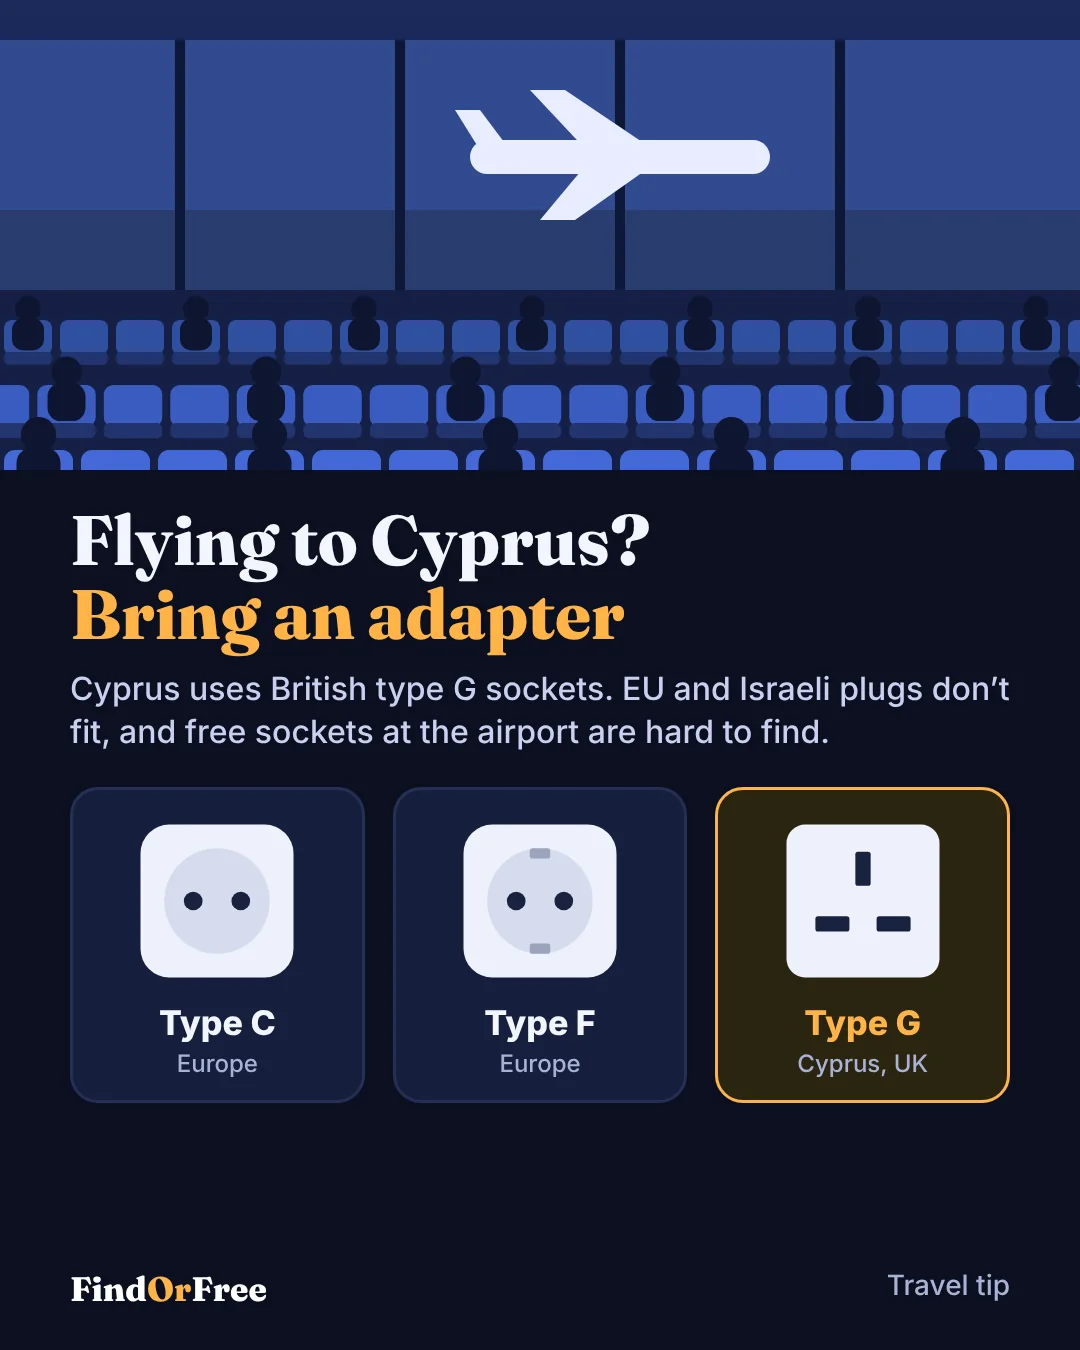 Flying to Cyprus?
Bring an adapter
Cyprus uses British type G sockets. EU and Israeli plugs don’t
fit, and free sockets at the airport are hard to find.
Type C
Europe
Type F
Europe
Type G
Cyprus, UK
FindOrFree
Travel tip